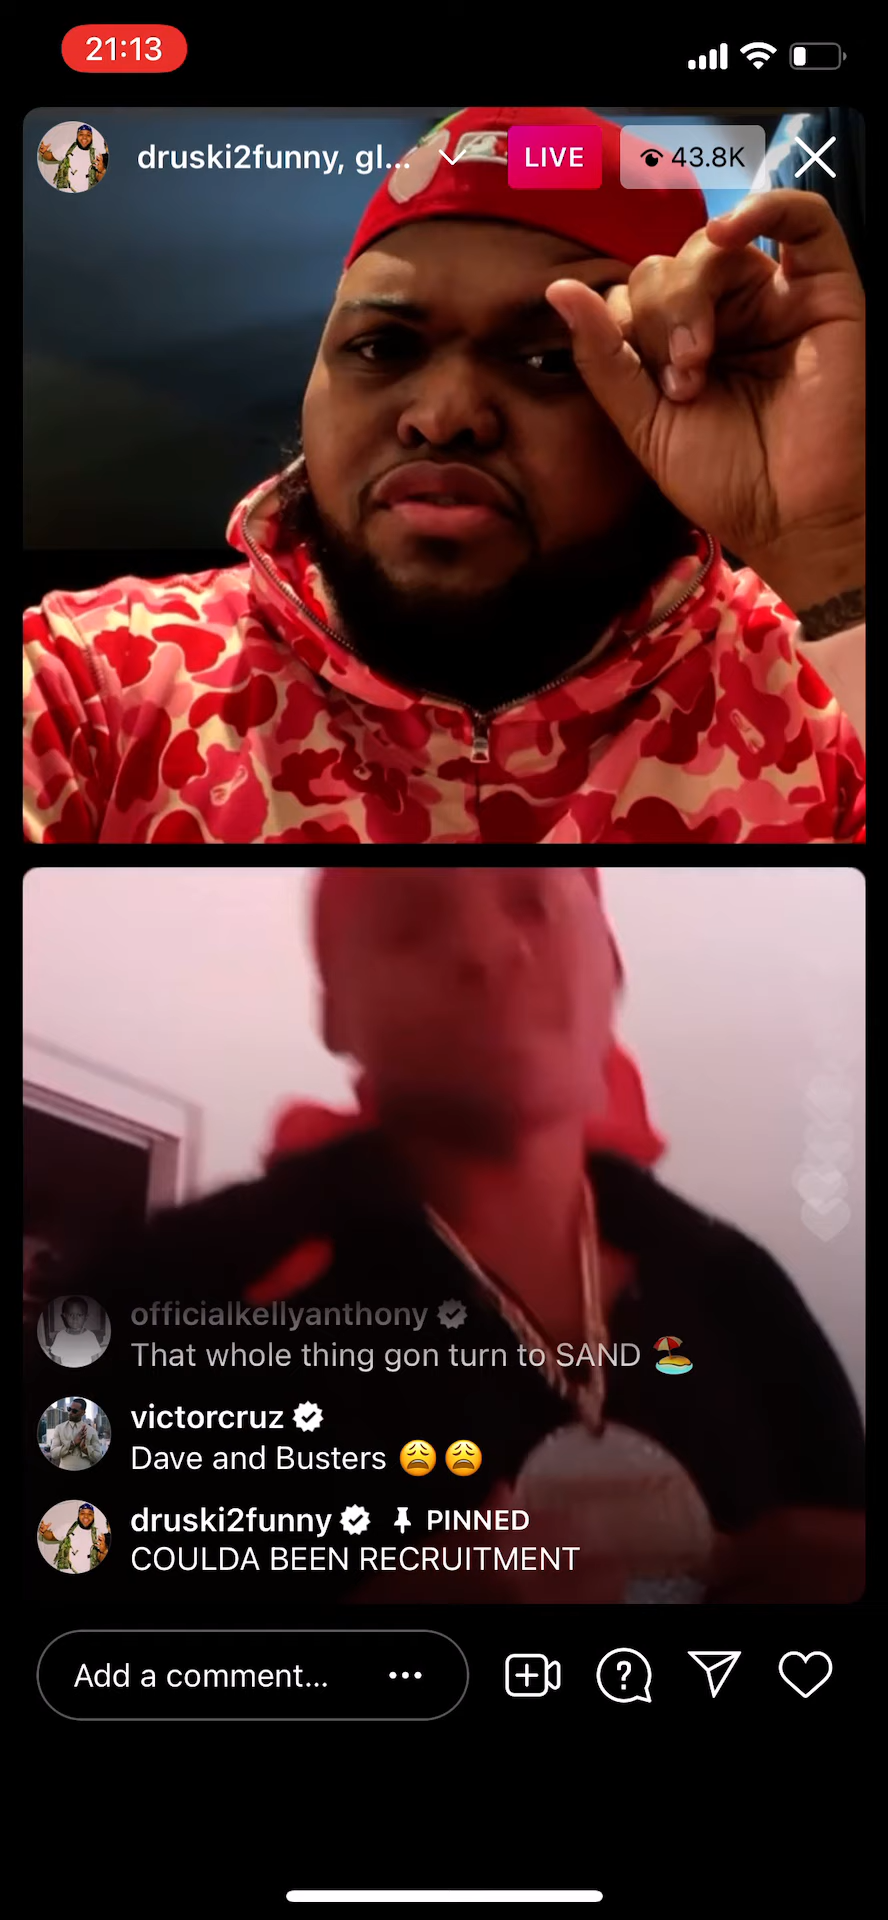 21:13
druski2funny, gl...
LIVE
43.8K
officialkellyanthony
That whole thing gon turn to SAND 🏖️
victorcruz
Dave and Busters 😩😩
druski2funny PINNED
COULDA BEEN RECRUITMENT
Add a comment...